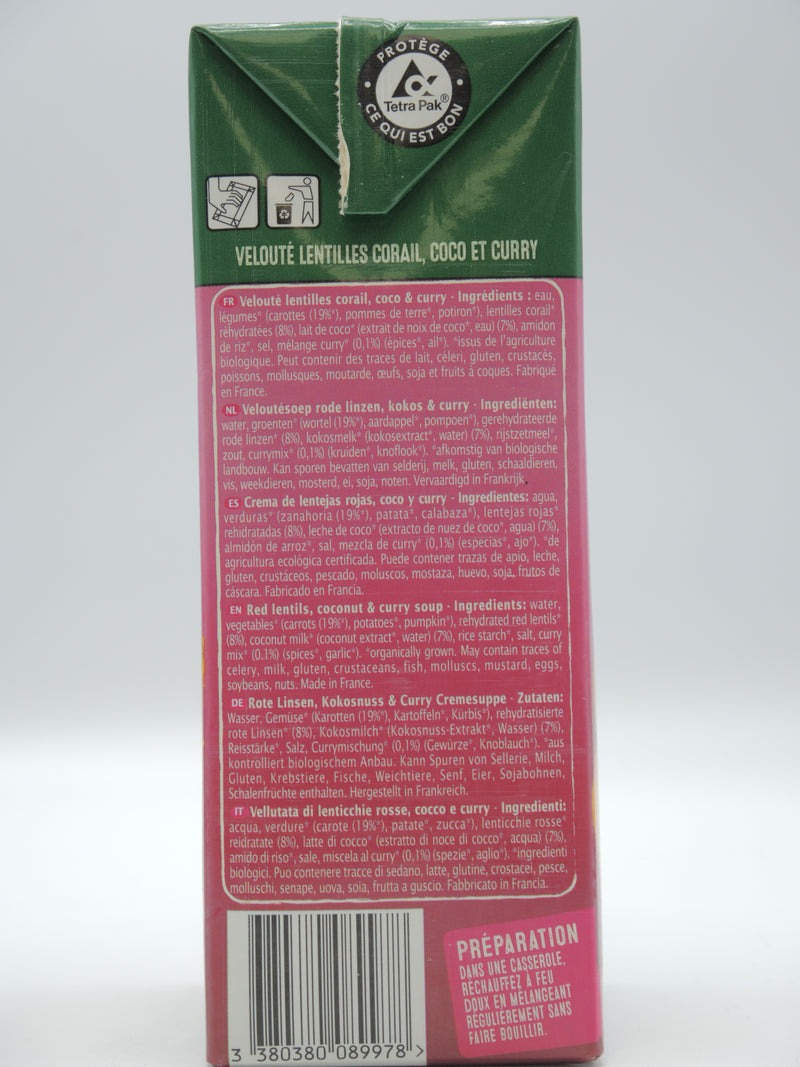 PROTÈGE
Tetra Pak®
CE QUI EST BON
VELOUTÉ LENTILLES CORAIL, COCO ET CURRY
FR Velouté lentilles corail, coco & curry - Ingrédients : eau,
légumes* (carottes (19%*), pommes de terre*, potiron*), lentilles corail*
réhydratées (8%), lait de coco* (extrait de noix de coco*, eau) (7%), amidon
de riz*, sel, mélange curry* (0,1%) (épices*, ail*). *issus de l'agriculture
biologique. Peut contenir des traces de lait, céleri, gluten, crustacés,
poissons, mollusques, moutarde, œufs, soja et fruits à coques. Fabriqué
en France.
NL Veloutésoep rode linzen, kokos & curry - Ingrediënten:
water, groenten* (wortel (19%*), aardappel*, pompoen*), gerehydrateerde
rode linzen* (8%), kokosmelk* (kokosextract*, water) (7%), rijstzetmeel*,
zout, currymix* (0,1%) (kruiden*, knoflook*). *afkomstig van biologische
landbouw. Kan sporen bevatten van selderij, melk, gluten, schaaldieren,
vis, weekdieren, mosterd, ei, soja, noten. Vervaardigd in Frankrijk.
ES Crema de lentejas rojas, coco y curry - Ingredientes: agua,
verduras* (zanahoria (19%*), patata*, calabaza*), lentejas rojas*
rehidratadas (8%), leche de coco* (extracto de nuez de coco*, agua) (7%),
almidón de arroz*, sal, mezcla de curry* (0,1%) (especias*, ajo*). *de
agricultura ecológica certificada. Puede contener trazas de apio, leche,
gluten, crustáceos, pescado, moluscos, mostaza, huevo, soja, frutos de
cáscara. Fabricado en Francia.
EN Red lentils, coconut & curry soup - Ingredients: water,
vegetables* (carrots (19%*), potatoes*, pumpkin*), rehydrated red lentils*
(8%), coconut milk* (coconut extract*, water) (7%), rice starch*, salt, curry
mix* (0.1%) (spices*, garlic*). *organically grown. May contain traces of
celery, milk, gluten, crustaceans, fish, molluscs, mustard, eggs,
soybeans, nuts. Made in France.
DE Rote Linsen, Kokosnuss & Curry Cremesuppe - Zutaten:
Wasser, Gemüse* (Karotten (19%*), Kartoffeln*, Kürbis*), rehydratisierte
rote Linsen* (8%), Kokosmilch* (Kokosnuss-Extrakt*, Wasser) (7%),
Reisstärke*, Salz, Currymischung* (0,1%) (Gewürze*, Knoblauch*). *aus
kontrolliert biologischem Anbau. Kann Spuren von Sellerie, Milch,
Gluten, Krebstiere, Fische, Weichtiere, Senf, Eier, Sojabohnen,
Schalenfrüchte enthalten. Hergestellt in Frankreich.
IT Vellutata di lenticchie rosse, cocco e curry - Ingredienti:
acqua, verdure* (carote (19%*), patate*, zucca*), lenticchie rosse*
reidratate (8%), latte di cocco* (estratto di noce di cocco*, acqua) (7%),
amido di riso*, sale, miscela al curry* (0,1%) (spezie*, aglio*). *ingredienti
biologici. Puo contenere tracce di sedano, latte, glutine, crostacei, pesce,
molluschi, senape, uova, soia, frutta a guscio. Fabbricato in Francia.
PRÉPARATION
DANS UNE CASSEROLE,
RÉCHAUFFEZ À FEU
DOUX EN MÉLANGEANT
RÉGULIÈREMENT SANS
FAIRE BOUILLIR.
3 380380 089978 >